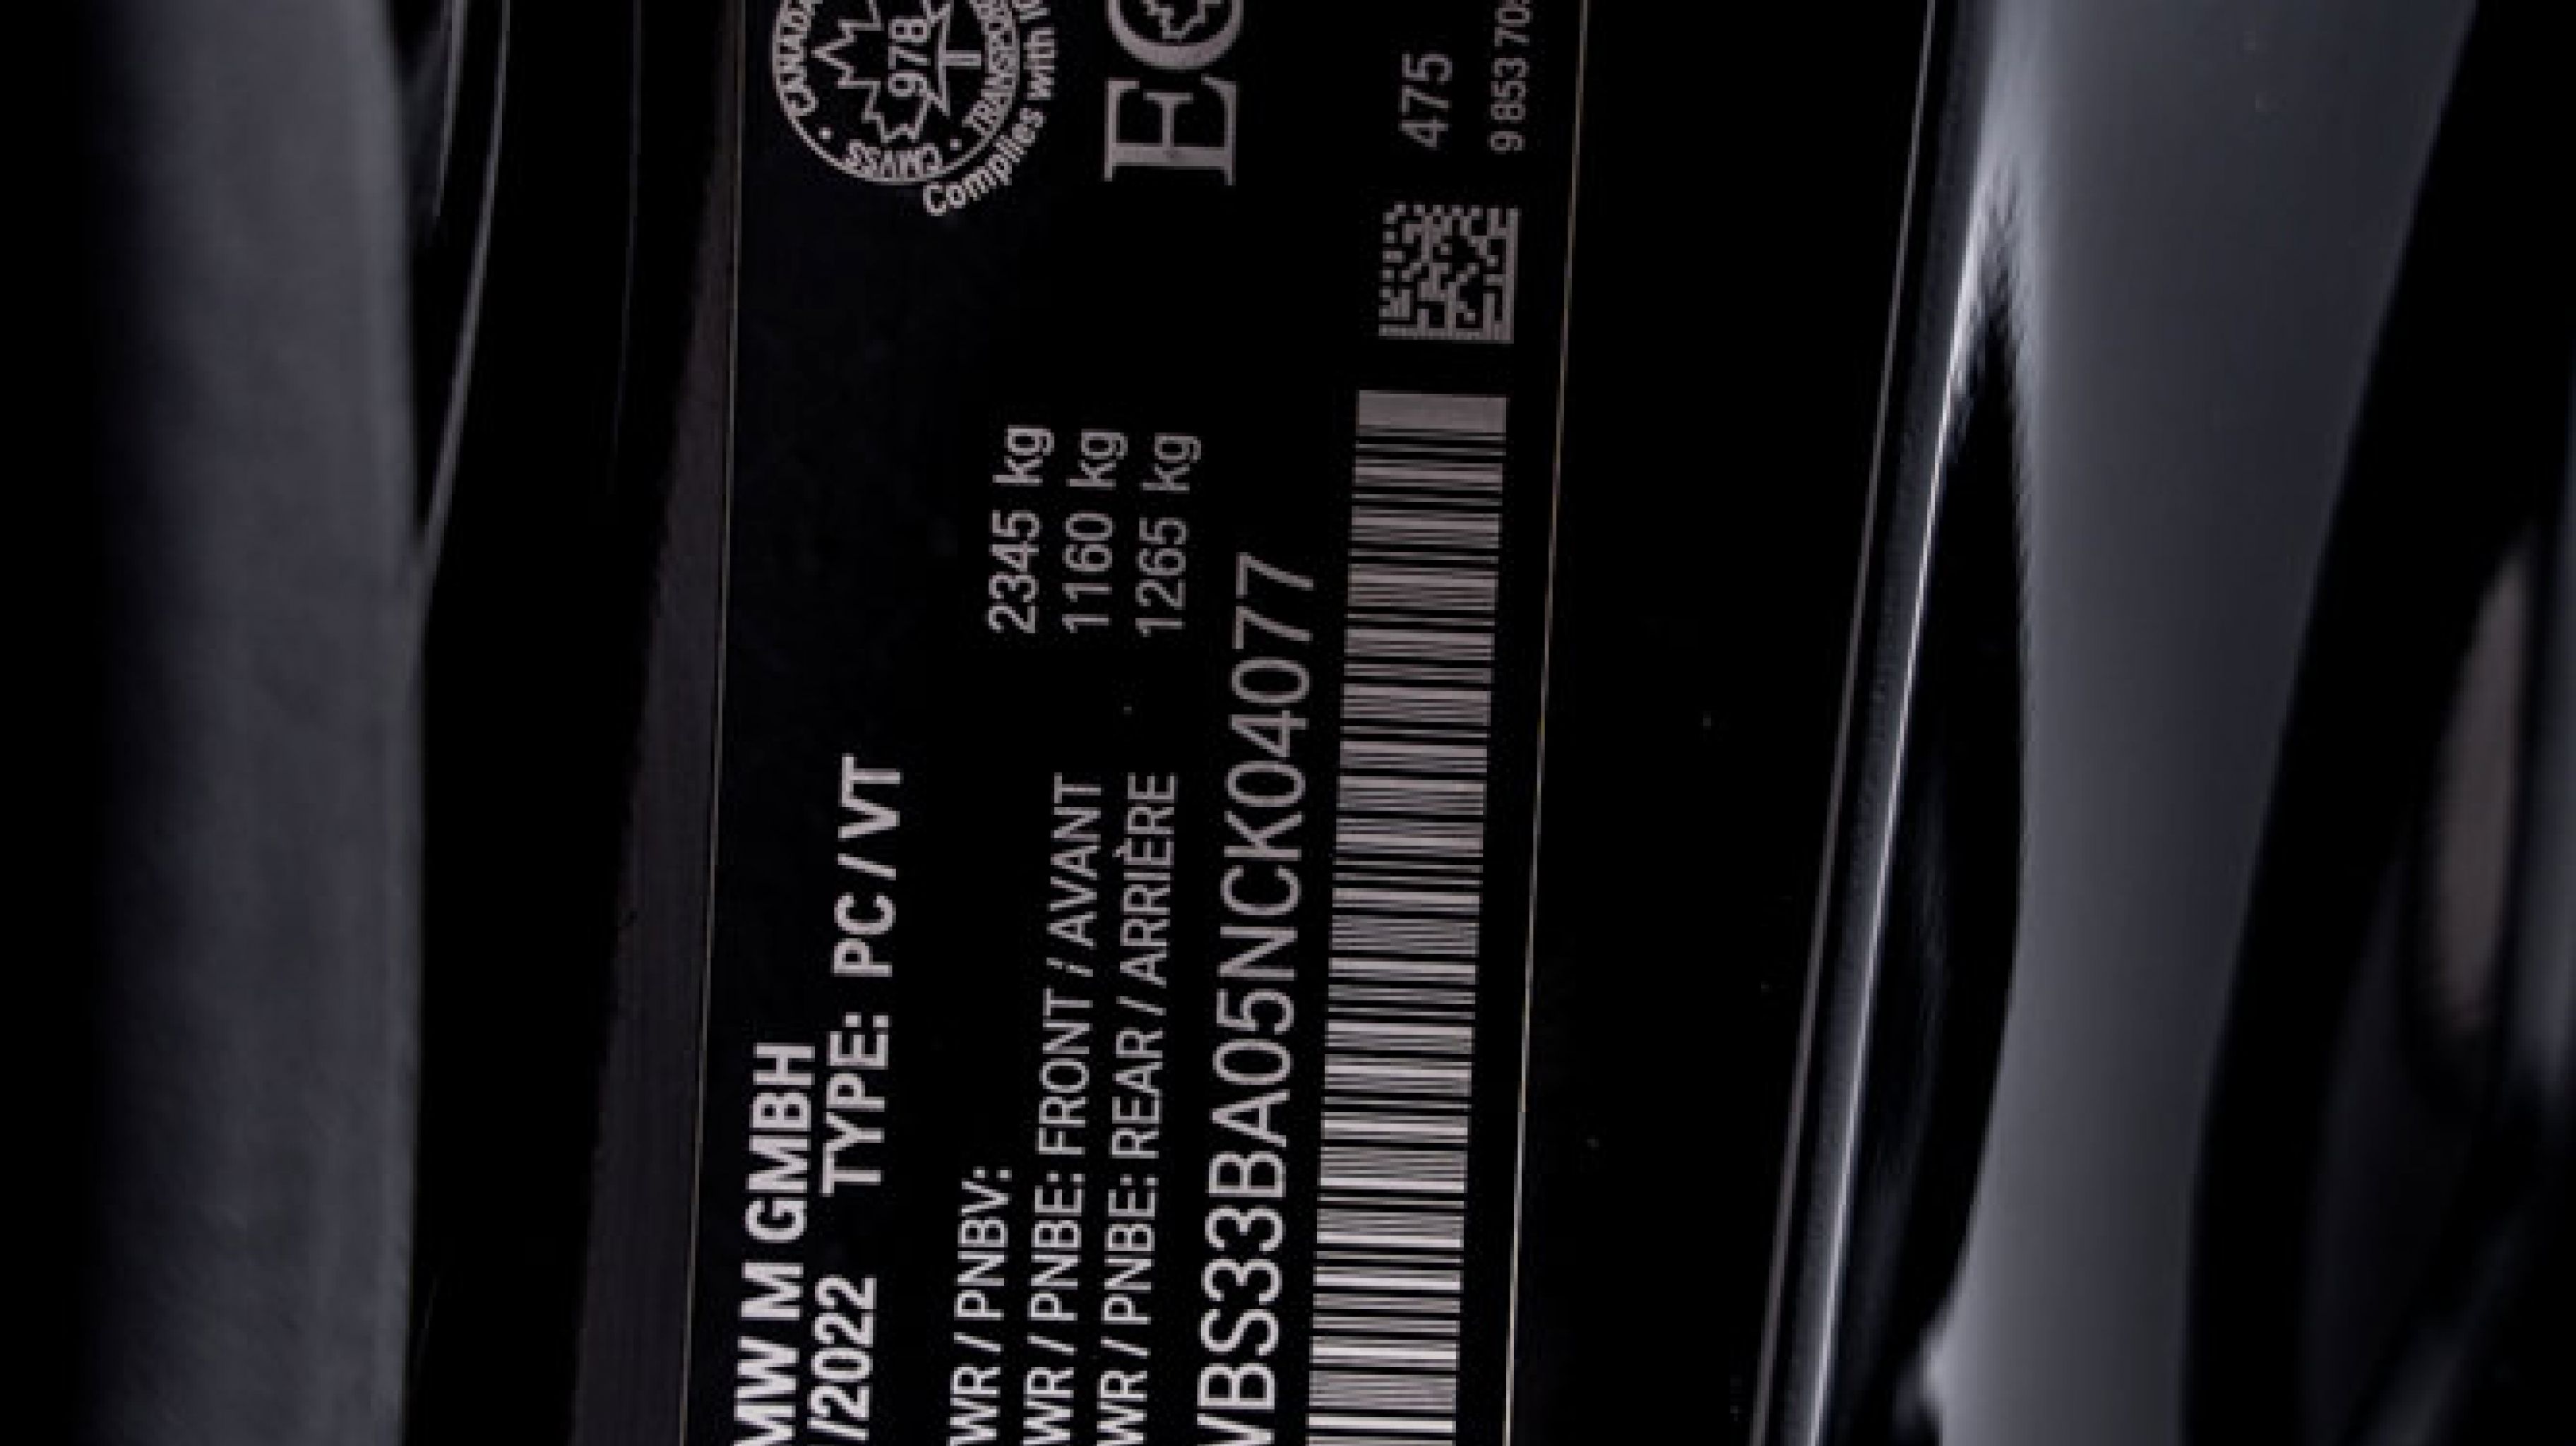 MW M GMBH
/2022 TYPE: PC / VT
WR / PNBV: 2345 kg
WR / PNBE: FRONT / AVANT 1160 kg
WR / PNBE: REAR / ARRIÈRE 1265 kg
WBS33BA05NCK04077
CANADA
978
CMVSS
TRANSPORT
Complies with
475
9 853 70